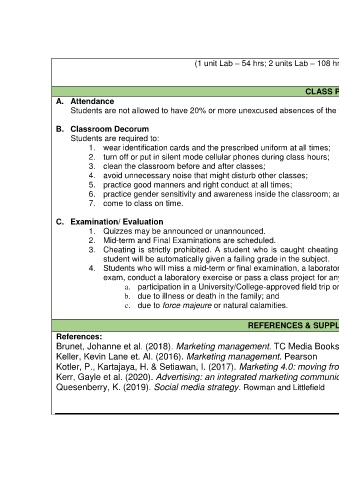 (1 unit Lab – 54 hrs; 2 units Lab – 108 hr
CLASS P
A. Attendance
Students are not allowed to have 20% or more unexcused absences of the
B. Classroom Decorum
Students are required to:
1. wear identification cards and the prescribed uniform at all times;
2. turn off or put in silent mode cellular phones during class hours;
3. clean the classroom before and after classes;
4. avoid unnecessary noise that might disturb other classes;
5. practice good manners and right conduct at all times;
6. practice gender sensitivity and awareness inside the classroom; an
7. come to class on time.
C. Examination/ Evaluation
1. Quizzes may be announced or unannounced.
2. Mid-term and Final Examinations are scheduled.
3. Cheating is strictly prohibited. A student who is caught cheating
student will be automatically given a failing grade in the subject.
4. Students who will miss a mid-term or final examination, a laborator
exam, conduct a laboratory exercise or pass a class project for any
a. participation in a University/College-approved field trip or
b. due to illness or death in the family; and
c. due to force majeure or natural calamities.
REFERENCES & SUPPL
References:
Brunet, Johanne et al. (2018). Marketing management. TC Media Books
Keller, Kevin Lane et. Al. (2016). Marketing management. Pearson
Kotler, P., Kartajaya, H. & Setiawan, I. (2017). Marketing 4.0: moving fro
Kerr, Gayle et al. (2020). Advertising: an integrated marketing communic
Quesenberry, K. (2019). Social media strategy. Rowman and Littlefield